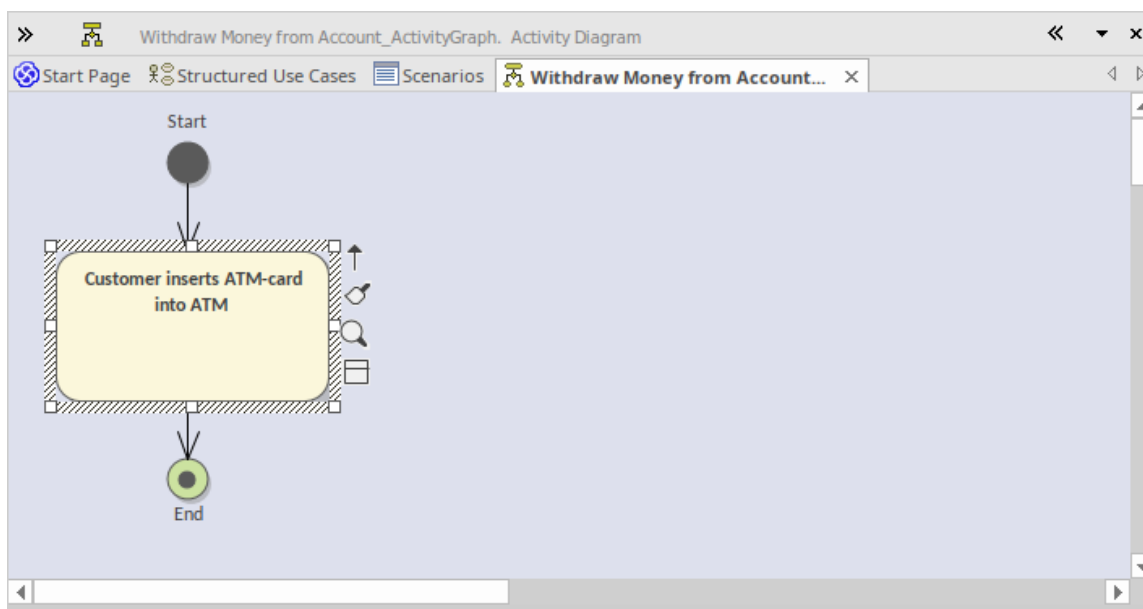 Withdraw Money from Account_ActivityGraph.  Activity Diagram
Start Page Structured Use Cases Scenarios Withdraw Money from Account...
Start
Customer inserts ATM-card
into ATM
End